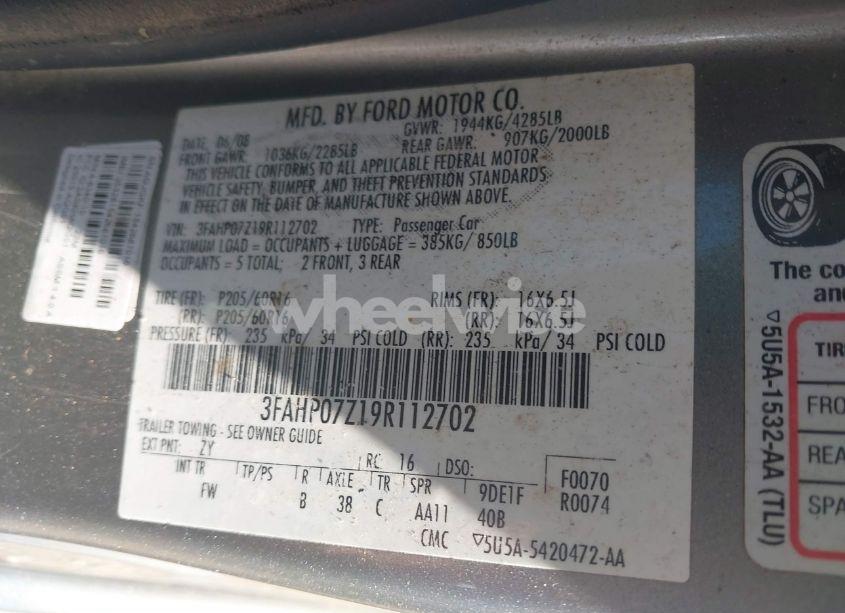 MFD. BY FORD MOTOR CO.
DATE 06/08 GVWR: 1944KG/4285LB
FRONT GAWR: 1036KG/2285LB REAR GAWR: 907KG/2000LB
THIS VEHICLE CONFORMS TO ALL APPLICABLE FEDERAL MOTOR
VEHICLE SAFETY, BUMPER, AND THEFT PREVENTION STANDARDS
IN EFFECT ON THE DATE OF MANUFACTURE SHOWN ABOVE.
VIN: 3FAHP07Z19R112702 TYPE: Passenger Car
MAXIMUM LOAD = OCCUPANTS + LUGGAGE = 385KG/ 850LB
OCCUPANTS = 5 TOTAL; 2 FRONT, 3 REAR
TIRE (FR): P205/60R16 RIMS (FR): 16X6.5J
(RR): P205/60R16 (RR): 16X6.5J
PRESSURE (FR) 235 kPa/ 34 PSI COLD (RR): 235 kPa/ 34 PSI COLD
wheelwise
3FAHP07Z19R112702
TRAILER TOWING - SEE OWNER GUIDE
EXT PNT: ZY RC: 16 DSO: F0070
INT TR TP/PS R AXLE TR SPR 9DE1F R0074
FW B 38 C AA11 40B
CMC ▽5U5A-5420472-AA
The co
an
▽5U5A-1532-AA (TLU)
TIR
FRO
REA
SPA